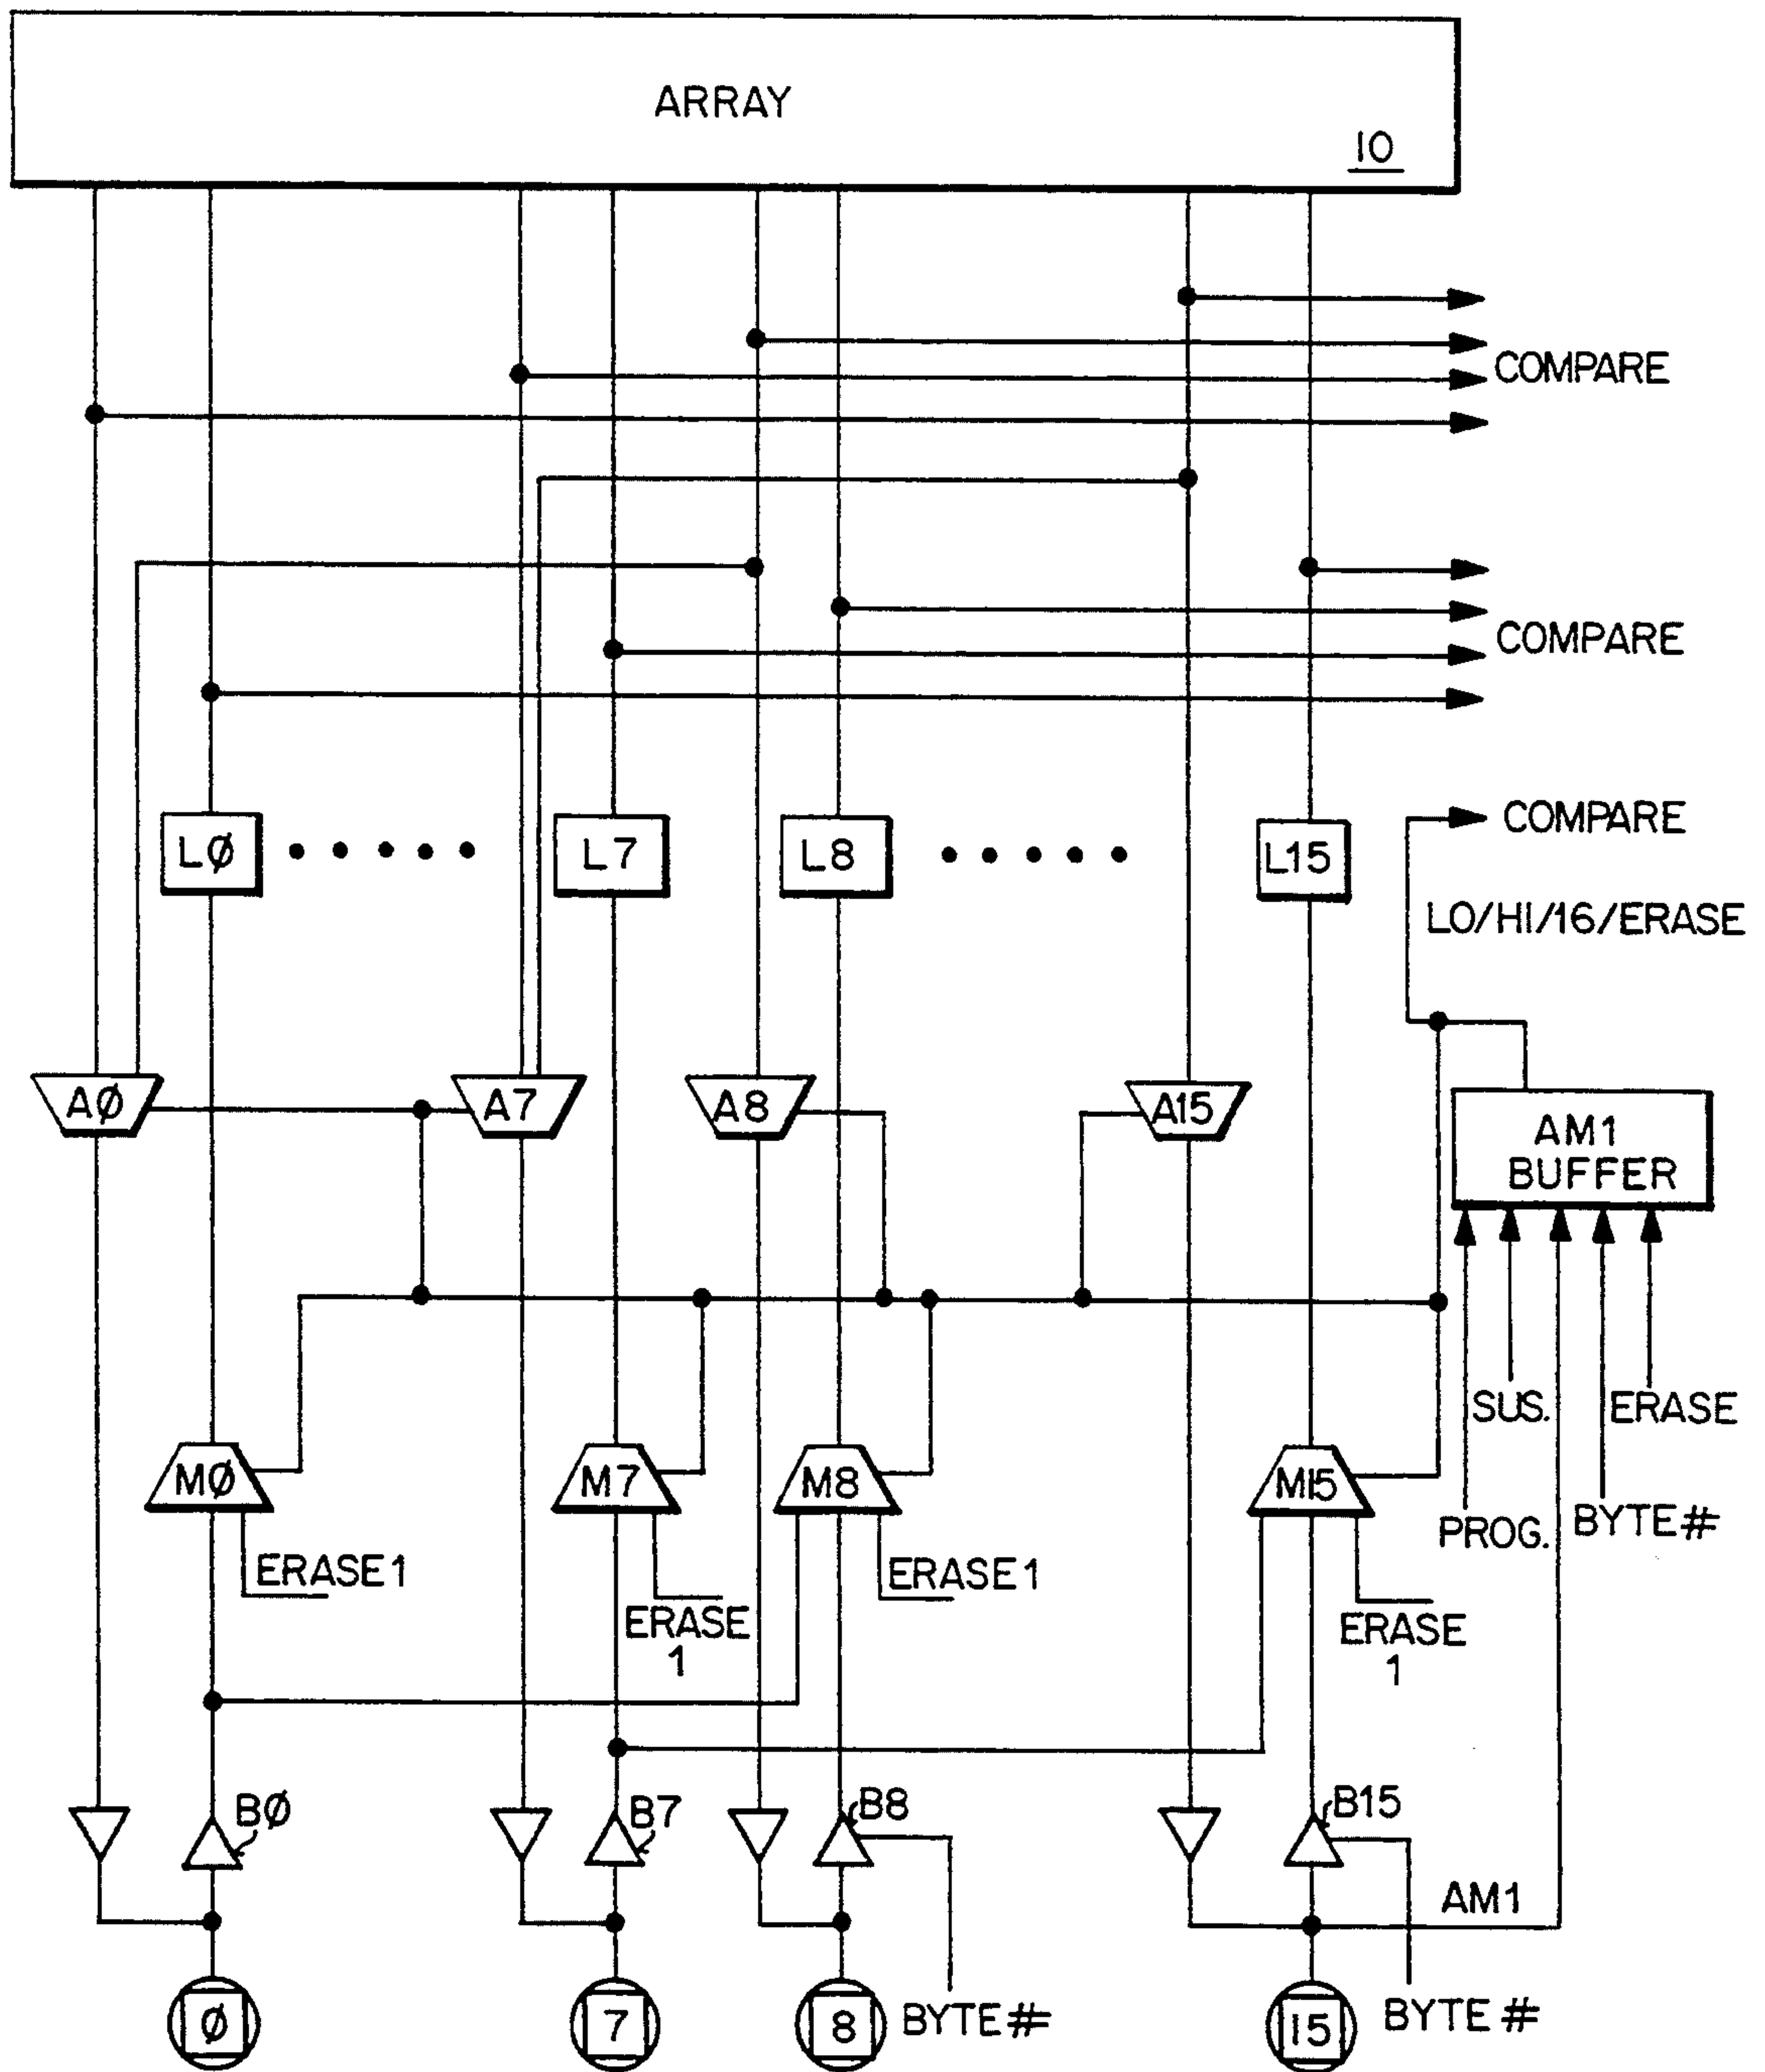 ARRAY
10
COMPARE
COMPARE
COMPARE
LØ
L7
L8
L15
LO/HI/16/ERASE
AØ
A7
A8
A15
AM1
BUFFER
SUS.
ERASE
MØ
M7
M8
M15
PROG.
BYTE#
ERASE1
ERASE
1
ERASE1
ERASE
1
BØ
B7
B8
B15
AM1
Ø
7
8
BYTE#
15
BYTE#